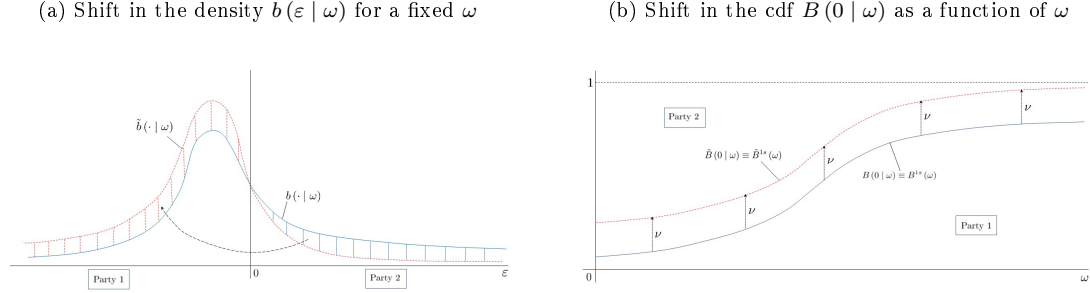 (a) Shift in the density b (ε | ω) for a fixed ω
b̃ (· | ω)
b (· | ω)
0
ε
Party 1
Party 2
(b) Shift in the cdf B (0 | ω) as a function of ω
1
Party 2
ν
ν
ν
ν
ν
B̃ (0 | ω) ≡ B̃¹ˢ (ω)
B (0 | ω) ≡ B¹ˢ (ω)
Party 1
0
ω